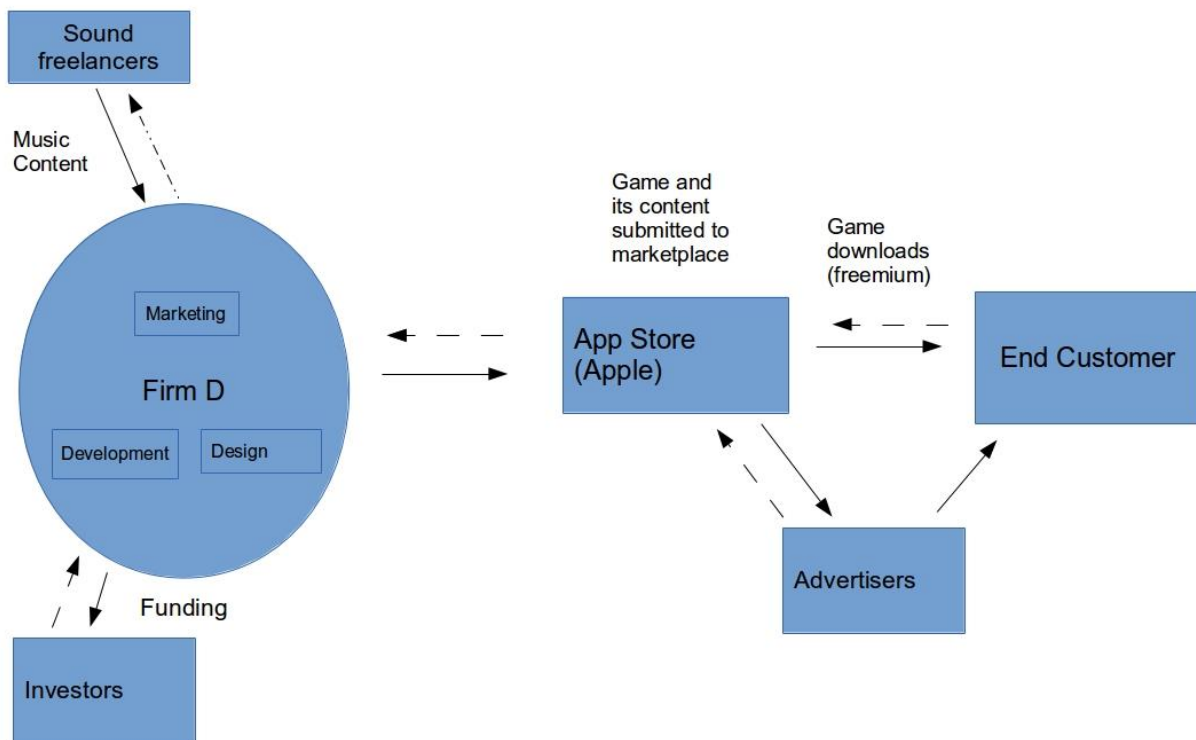 Sound
freelancers
Music
Content
Marketing
Firm D
Development
Design
Funding
Investors
Game and
its content
submitted to
marketplace
App Store
(Apple)
Game
downloads
(freemium)
End Customer
Advertisers